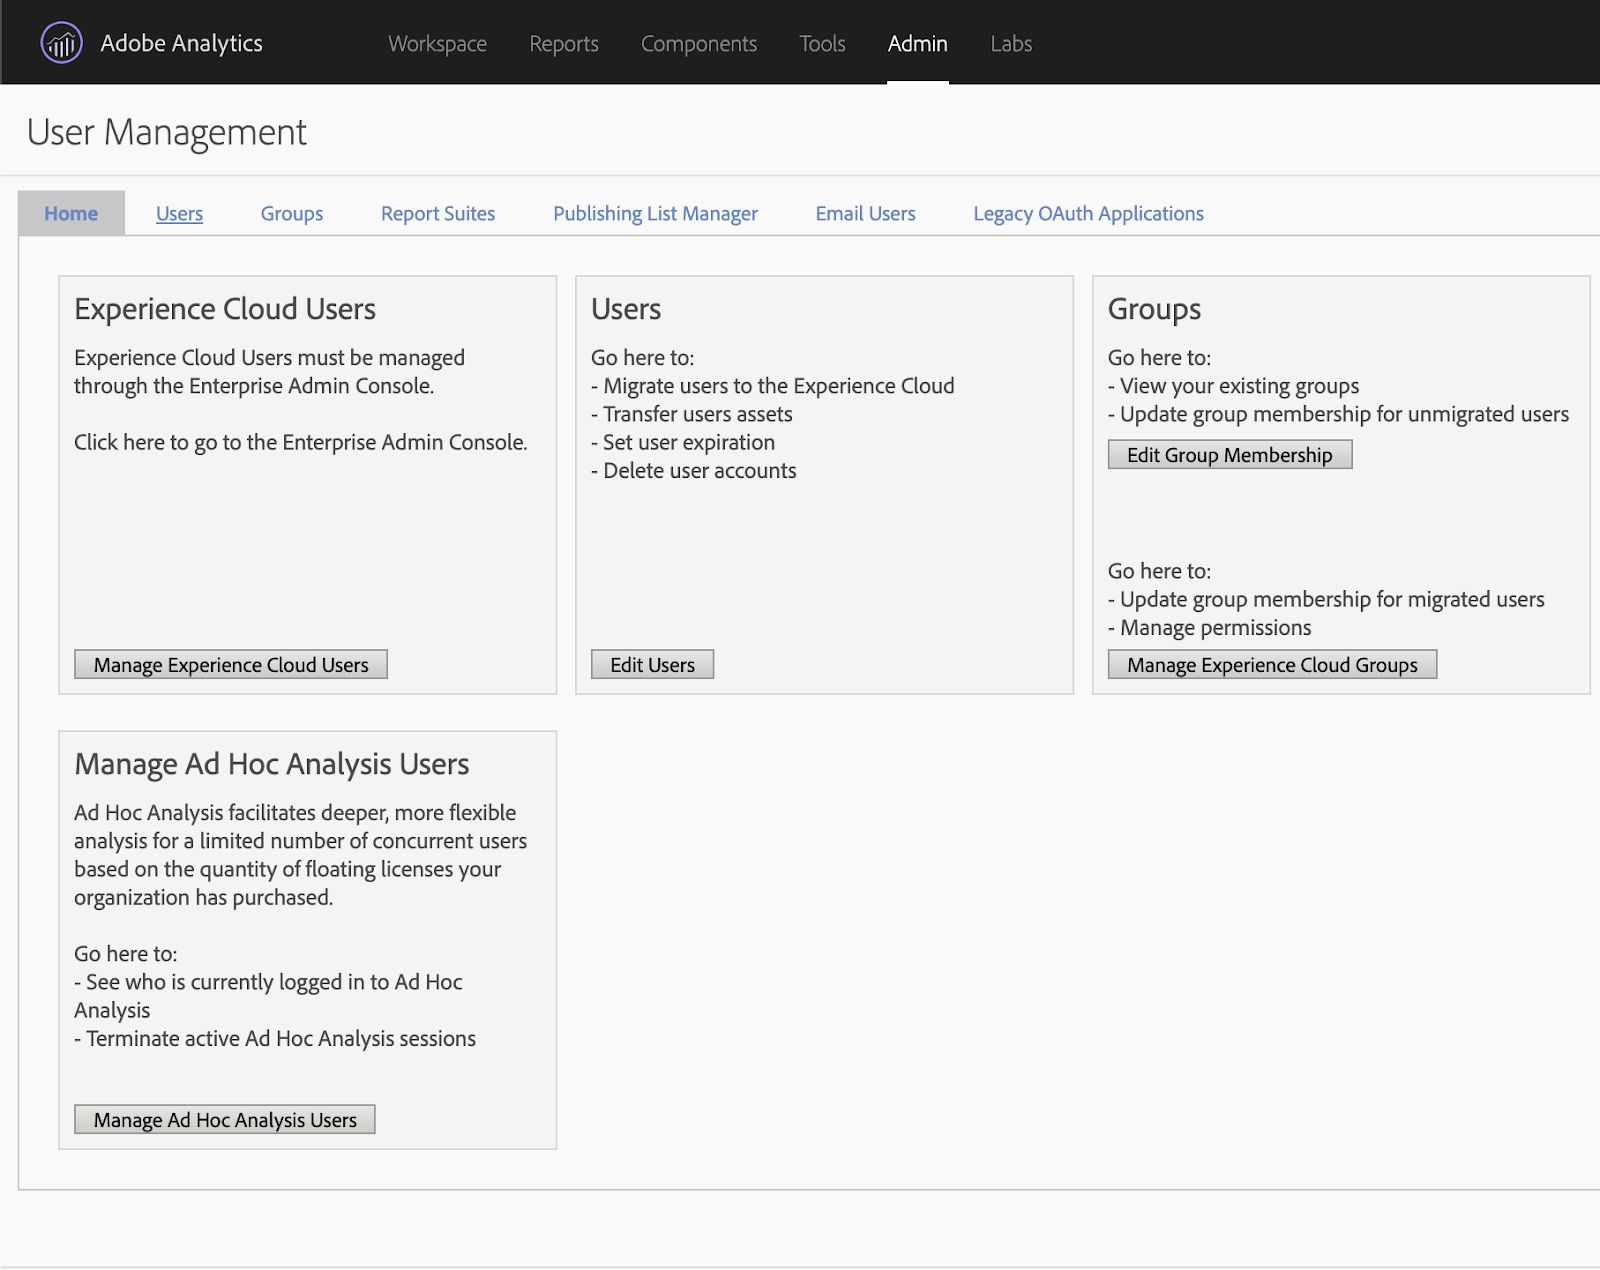 Adobe Analytics
Workspace
Reports
Components
Tools
Admin
Labs
User Management
Home
Users
Groups
Report Suites
Publishing List Manager
Email Users
Legacy OAuth Applications
Experience Cloud Users
Experience Cloud Users must be managed
through the Enterprise Admin Console.
Click here to go to the Enterprise Admin Console.
Manage Experience Cloud Users
Users
Go here to:
- Migrate users to the Experience Cloud
- Transfer users assets
- Set user expiration
- Delete user accounts
Edit Users
Groups
Go here to:
- View your existing groups
- Update group membership for unmigrated users
Edit Group Membership
Go here to:
- Update group membership for migrated users
- Manage permissions
Manage Experience Cloud Groups
Manage Ad Hoc Analysis Users
Ad Hoc Analysis facilitates deeper, more flexible
analysis for a limited number of concurrent users
based on the quantity of floating licenses your
organization has purchased.
Go here to:
- See who is currently logged in to Ad Hoc
Analysis
- Terminate active Ad Hoc Analysis sessions
Manage Ad Hoc Analysis Users